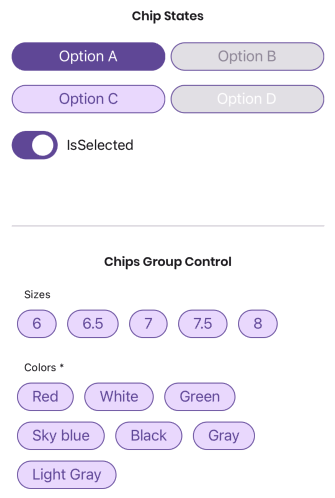 Chip States
Option A Option B
Option C Option D
IsSelected
Chips Group Control
Sizes
6 6.5 7 7.5 8
Colors *
Red White Green
Sky blue Black Gray
Light Gray